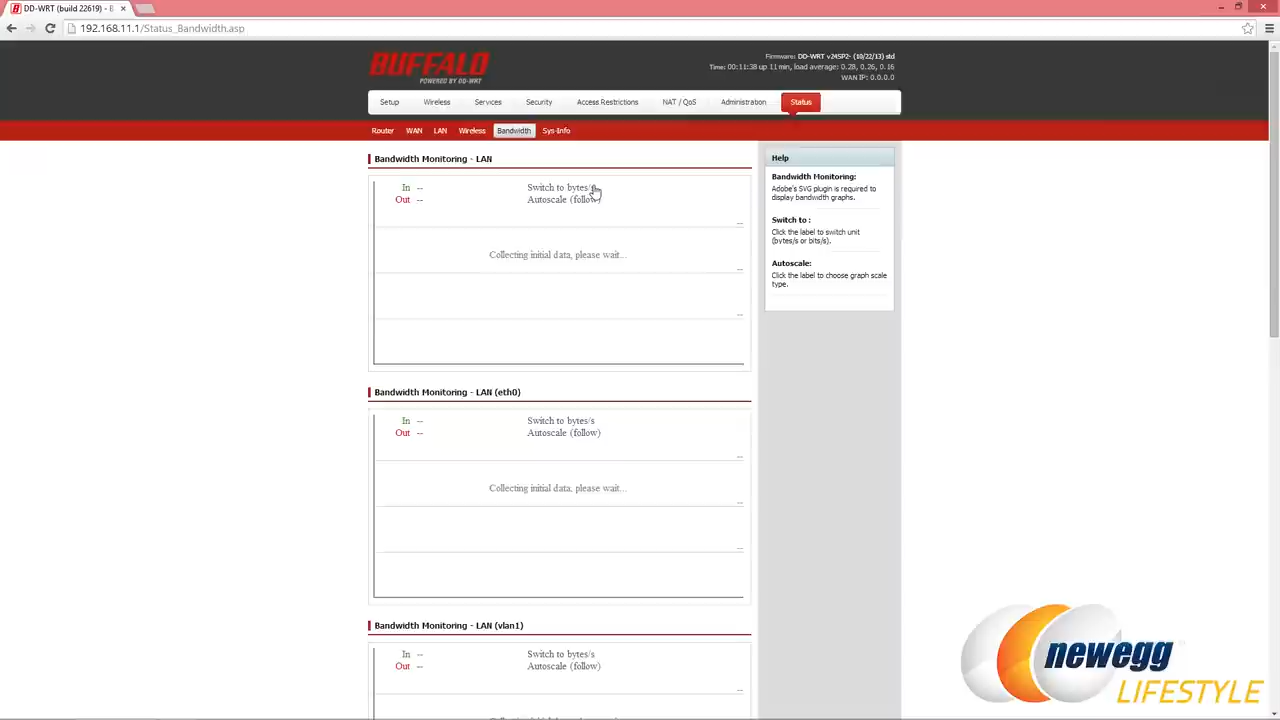 DD-WRT (build 22619) - B
192.168.11.1/Status_Bandwidth.asp
BUFFALO
POWERED BY DD-WRT
Firmware: DD-WRT v24SP2- (10/22/13) std
Time: 00:11:38 up 11 min, load average: 0.28, 0.26, 0.16
WAN IP: 0.0.0.0
Setup Wireless Services Security Access Restrictions NAT / QoS Administration Status
Router WAN LAN Wireless Bandwidth Sys-Info
Bandwidth Monitoring - LAN
In -- Switch to bytes/s
Out -- Autoscale (follow)
--
Collecting initial data, please wait...
--
--
Help
Bandwidth Monitoring:
Adobe's SVG plugin is required to
display bandwidth graphs.
Switch to :
Click the label to switch unit
(bytes/s or bits/s).
Autoscale:
Click the label to choose graph scale
type.
Bandwidth Monitoring - LAN (eth0)
In -- Switch to bytes/s
Out -- Autoscale (follow)
--
Collecting initial data, please wait...
--
--
Bandwidth Monitoring - LAN (vlan1)
In -- Switch to bytes/s
Out -- Autoscale (follow)
--
Collecting initial data, please wait...
newegg
LIFESTYLE